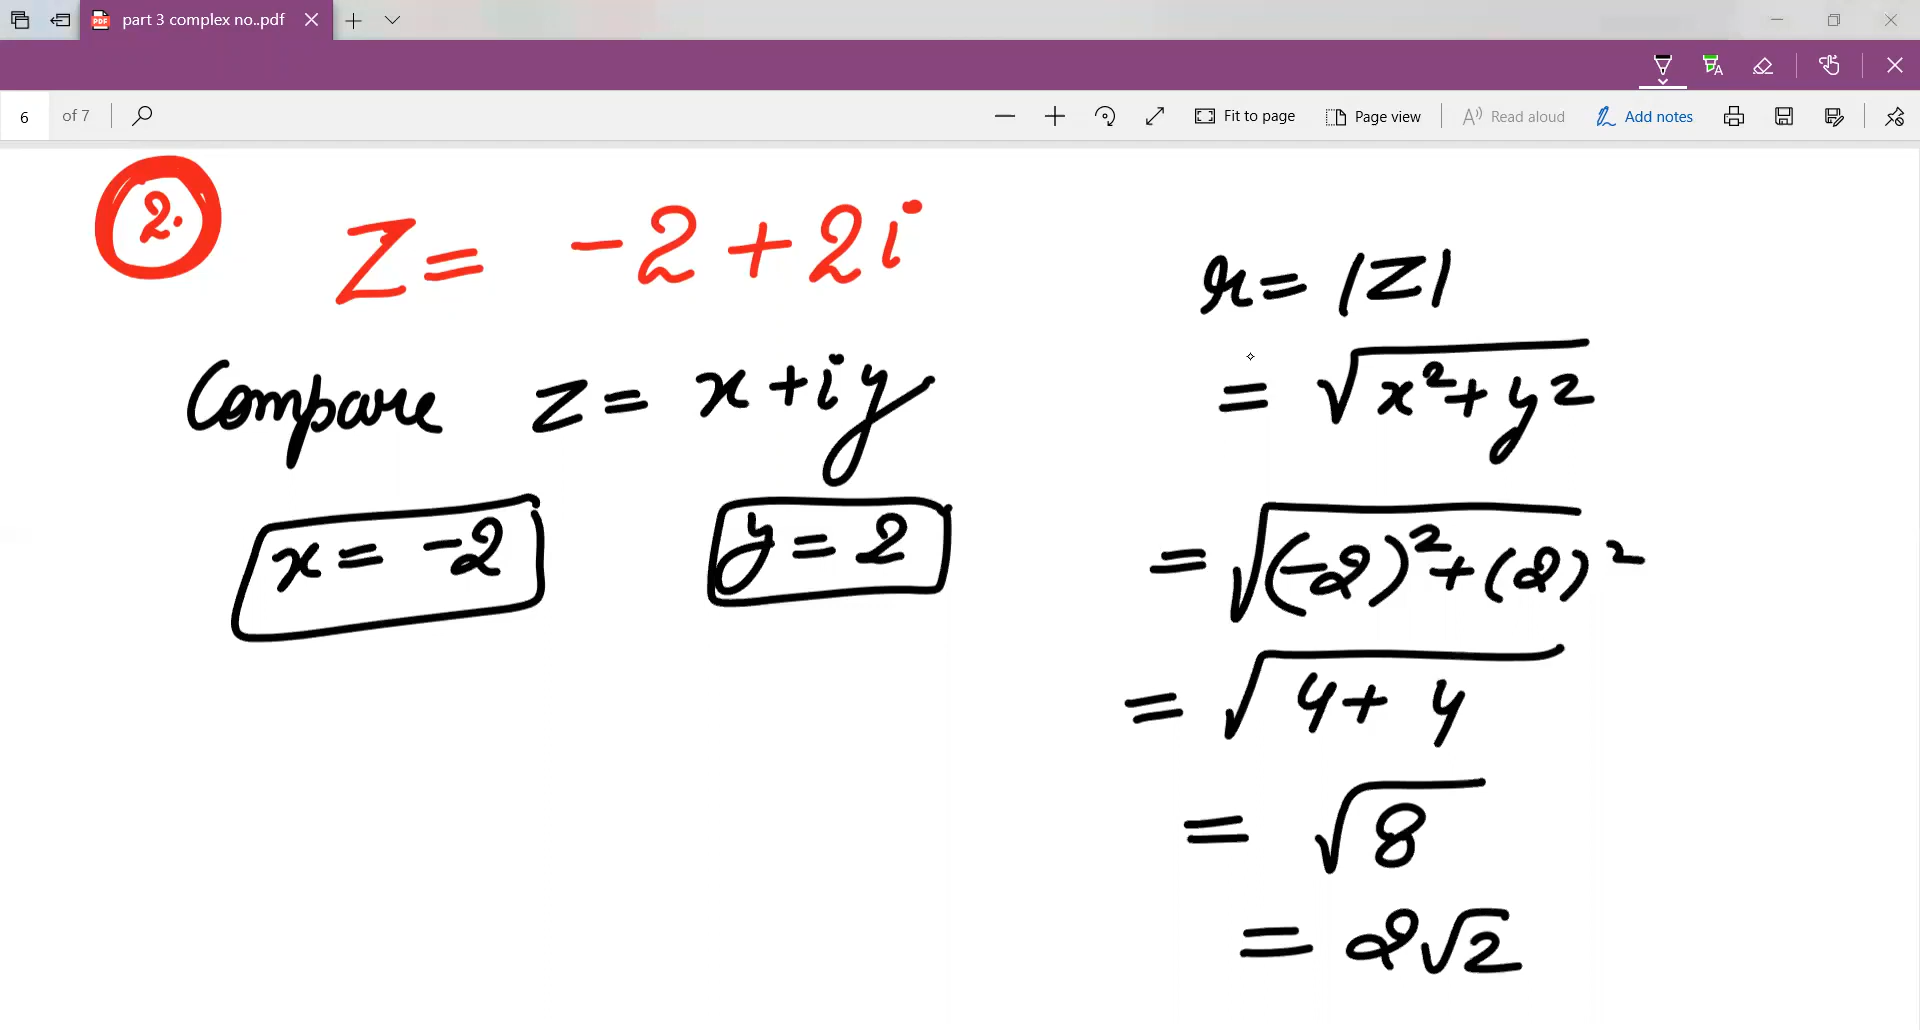 part 3 complex no..pdf
6 of 7
Fit to page
Page view
Read aloud
Add notes
2.
Z = -2 + 2i
Compare z = x + iy
x = -2
y = 2
r = |Z|
= √x²+y²
= √(-2)²+(2)²
= √4+4
= √8
= 2√2